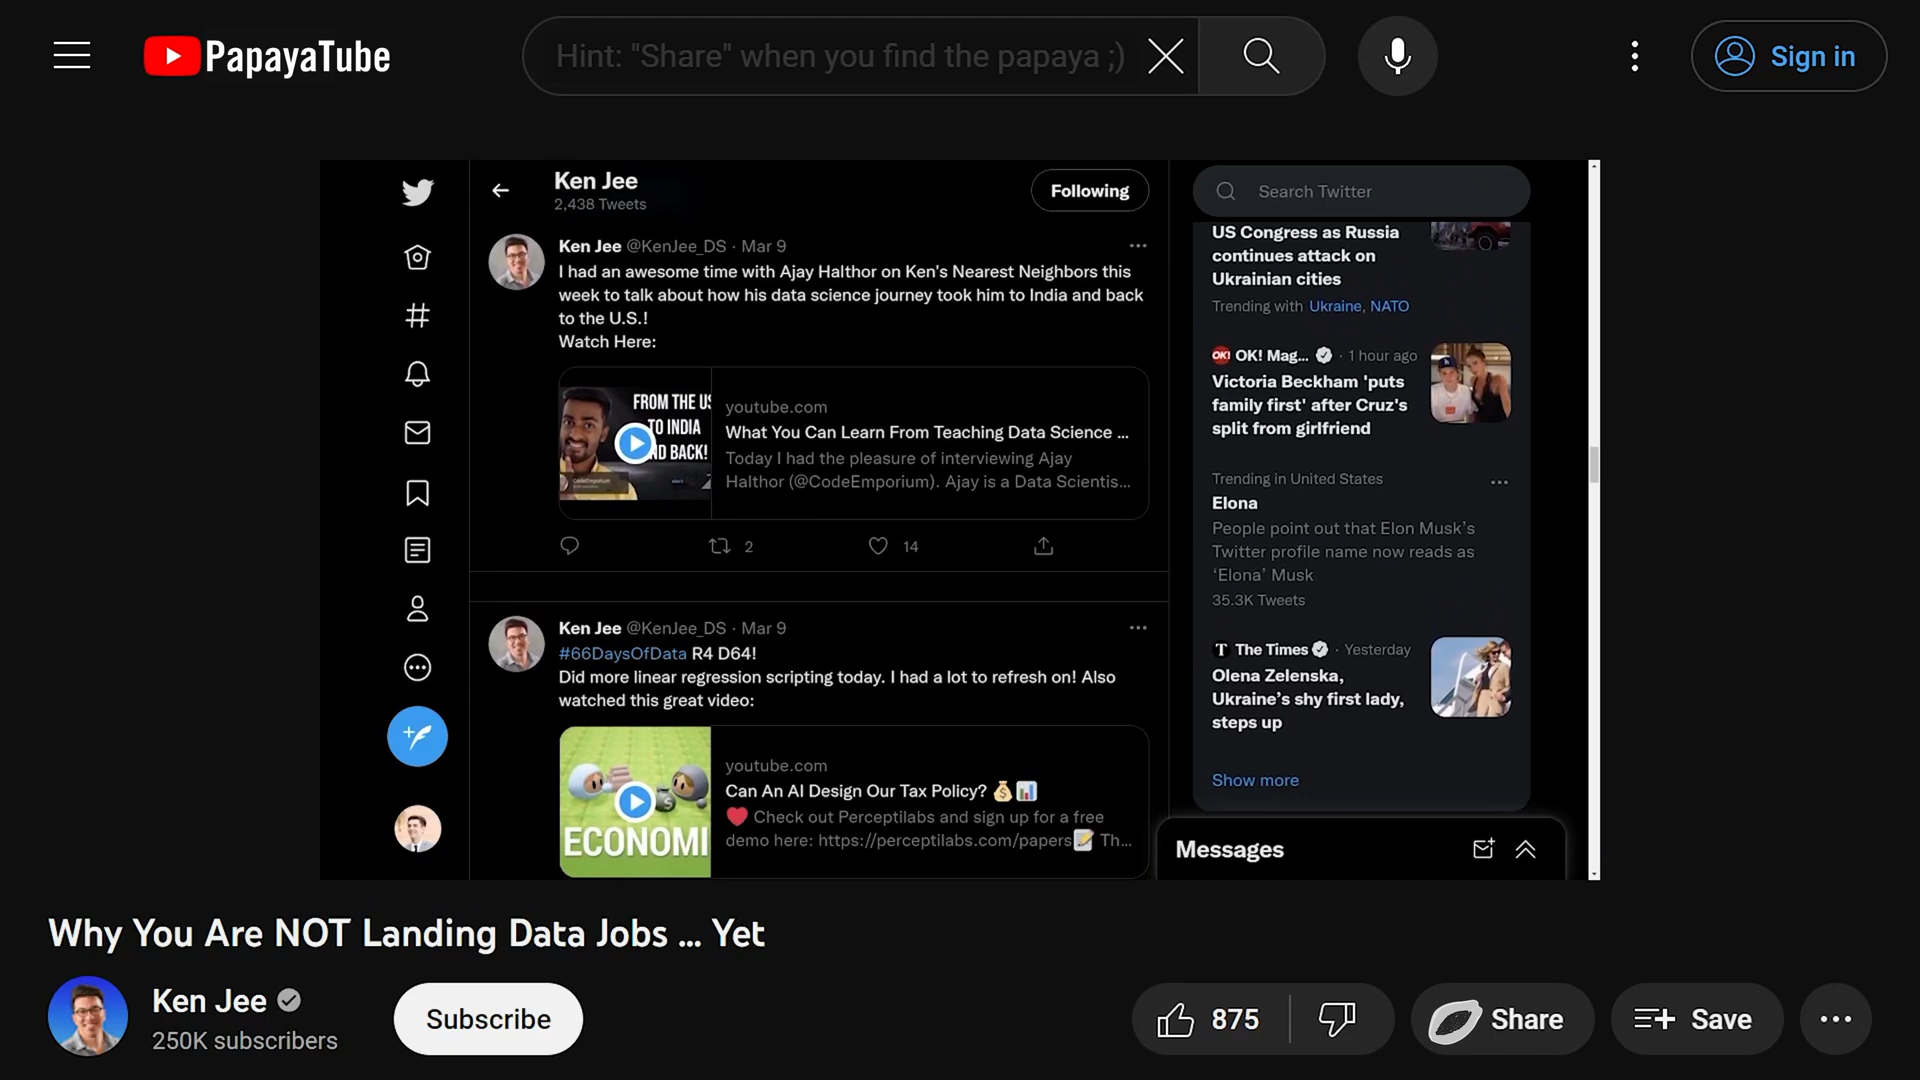 PapayaTube
Hint: "Share" when you find the papaya ;)
Sign in
Ken Jee
2,438 Tweets
Following
Search Twitter
Ken Jee @KenJee_DS · Mar 9
I had an awesome time with Ajay Halthor on Ken's Nearest Neighbors this
week to talk about how his data science journey took him to India and back
to the U.S.!
Watch Here:
FROM THE US
TO INDIA
ND BACK!
CodeEmporium
youtube.com
What You Can Learn From Teaching Data Science ...
Today I had the pleasure of interviewing Ajay
Halthor (@CodeEmporium). Ajay is a Data Scientis...
2
14
Ken Jee @KenJee_DS · Mar 9
#66DaysOfData R4 D64!
Did more linear regression scripting today. I had a lot to refresh on! Also
watched this great video:
ECONOMI
youtube.com
Can An AI Design Our Tax Policy? 💰📊
❤️ Check out Perceptilabs and sign up for a free
demo here: https://perceptilabs.com/papers📝 Th...
US Congress as Russia
continues attack on
Ukrainian cities
Trending with Ukraine, NATO
OK! OK! Mag... · 1 hour ago
Victoria Beckham 'puts
family first' after Cruz's
split from girlfriend
Trending in United States
Elona
People point out that Elon Musk's
Twitter profile name now reads as
‘Elona’ Musk
35.3K Tweets
T The Times · Yesterday
Olena Zelenska,
Ukraine's shy first lady,
steps up
Show more
Messages
Why You Are NOT Landing Data Jobs ... Yet
Ken Jee
250K subscribers
Subscribe
875
Share
Save